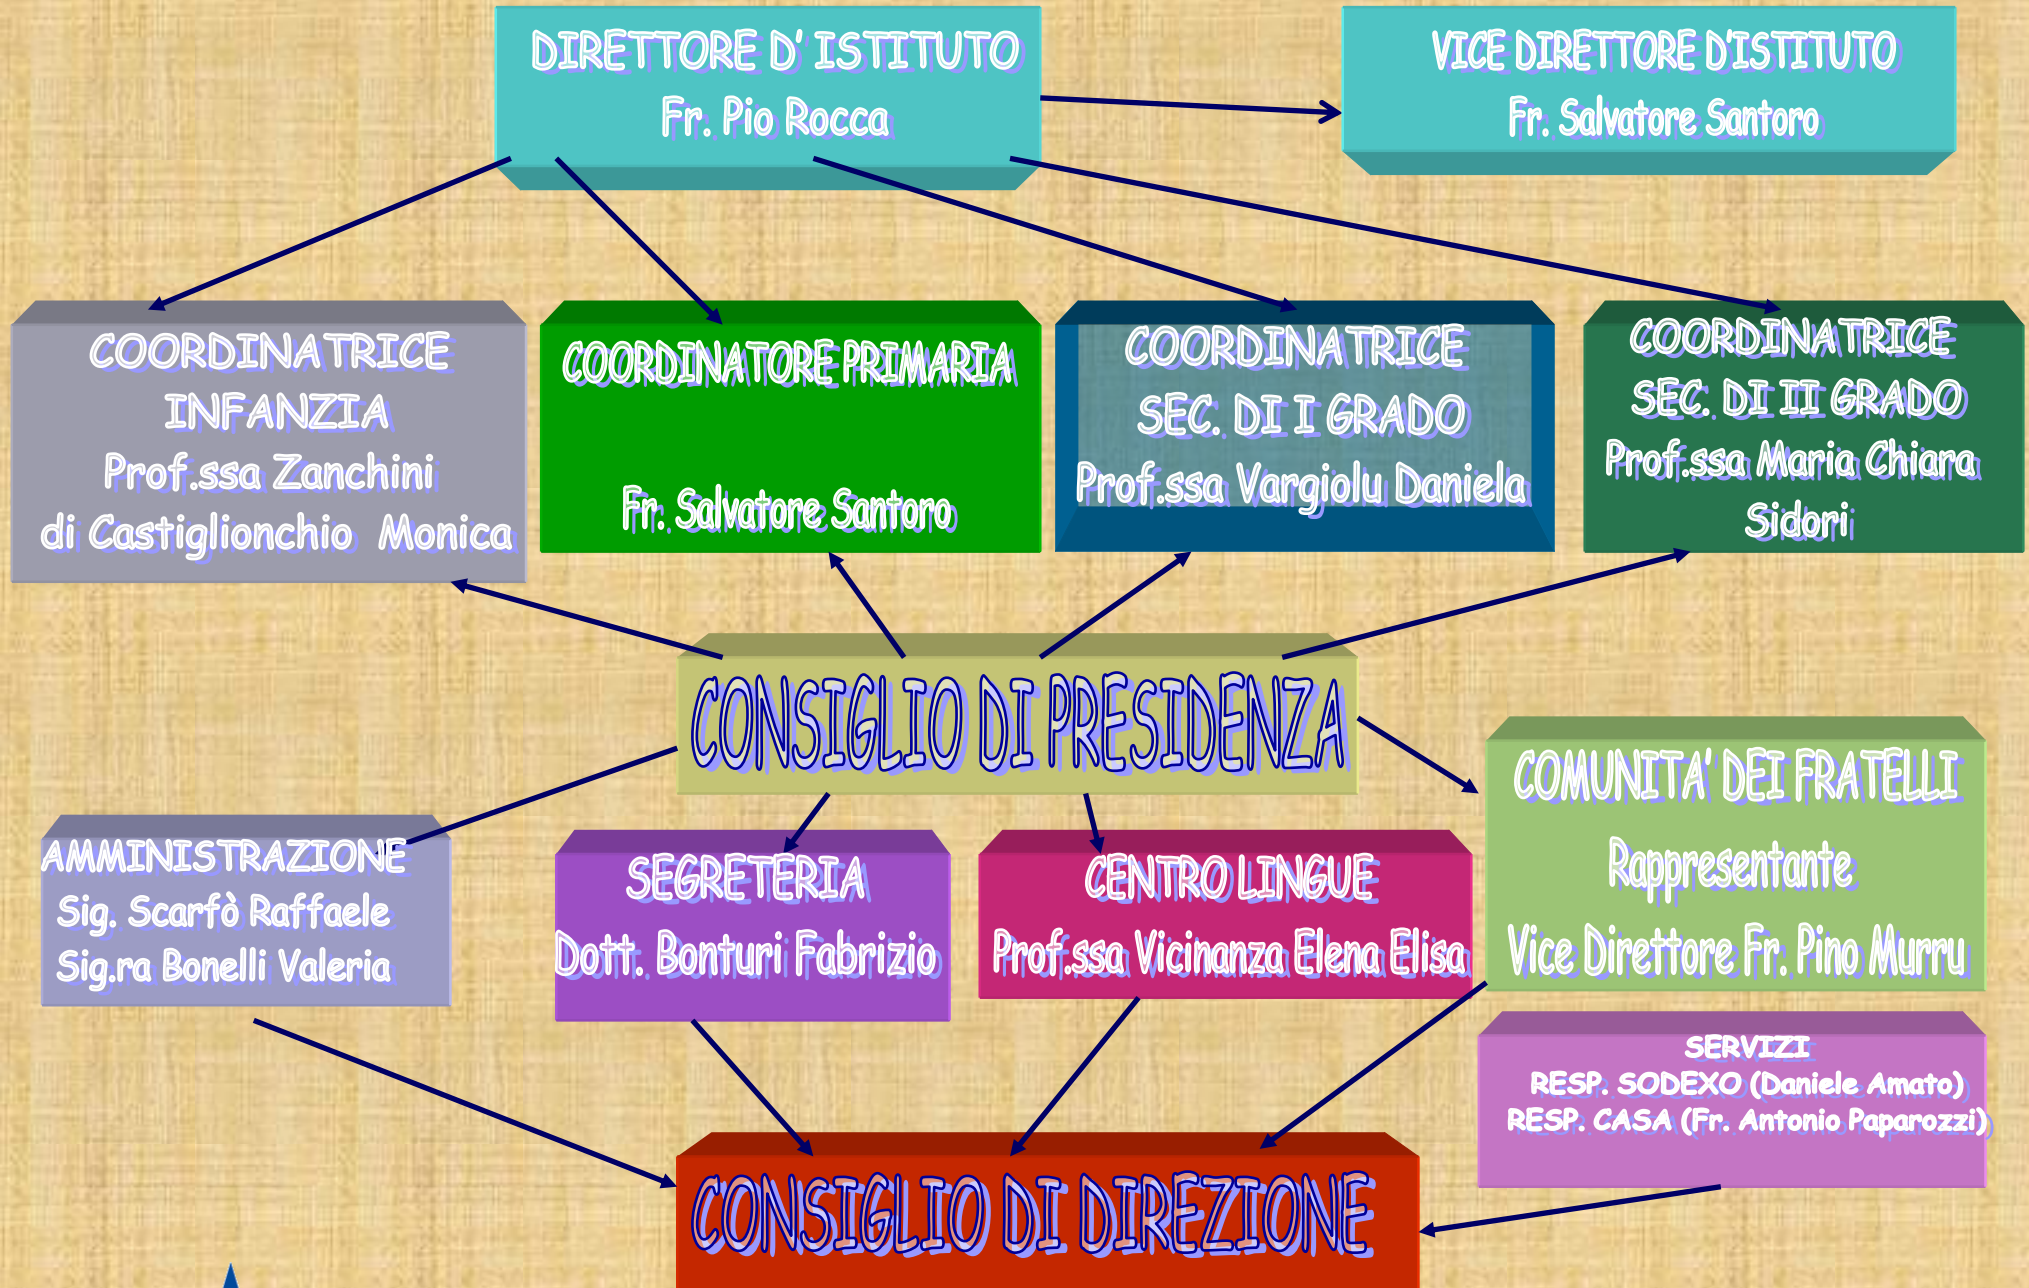 DIRETTORE D' ISTITUTO
Fr. Pio Rocca
VICE DIRETTORE D'ISTITUTO
Fr. Salvatore Santoro
COORDINATRICE
INFANZIA
Prof.ssa Zanchini
di Castiglionchio Monica
COORDINATORE PRIMARIA
Fr. Salvatore Santoro
COORDINATRICE
SEC. DI I GRADO
Prof.ssa Vargiolu Daniela
COORDINATRICE
SEC. DI II GRADO
Prof.ssa Maria Chiara
Sidori
CONSIGLIO DI PRESIDENZA
AMMINISTRAZIONE
Sig. Scarfò Raffaele
Sig.ra Bonelli Valeria
SEGRETERIA
Dott. Bonturi Fabrizio
CENTRO LINGUE
Prof.ssa Vicinanza Elena Elisa
COMUNITA' DEI FRATELLI
Rappresentante
Vice Direttore Fr. Pino Murru
SERVIZI
RESP. SODEXO (Daniele Amato)
RESP. CASA (Fr. Antonio Paparozzi)
CONSIGLIO DI DIREZIONE